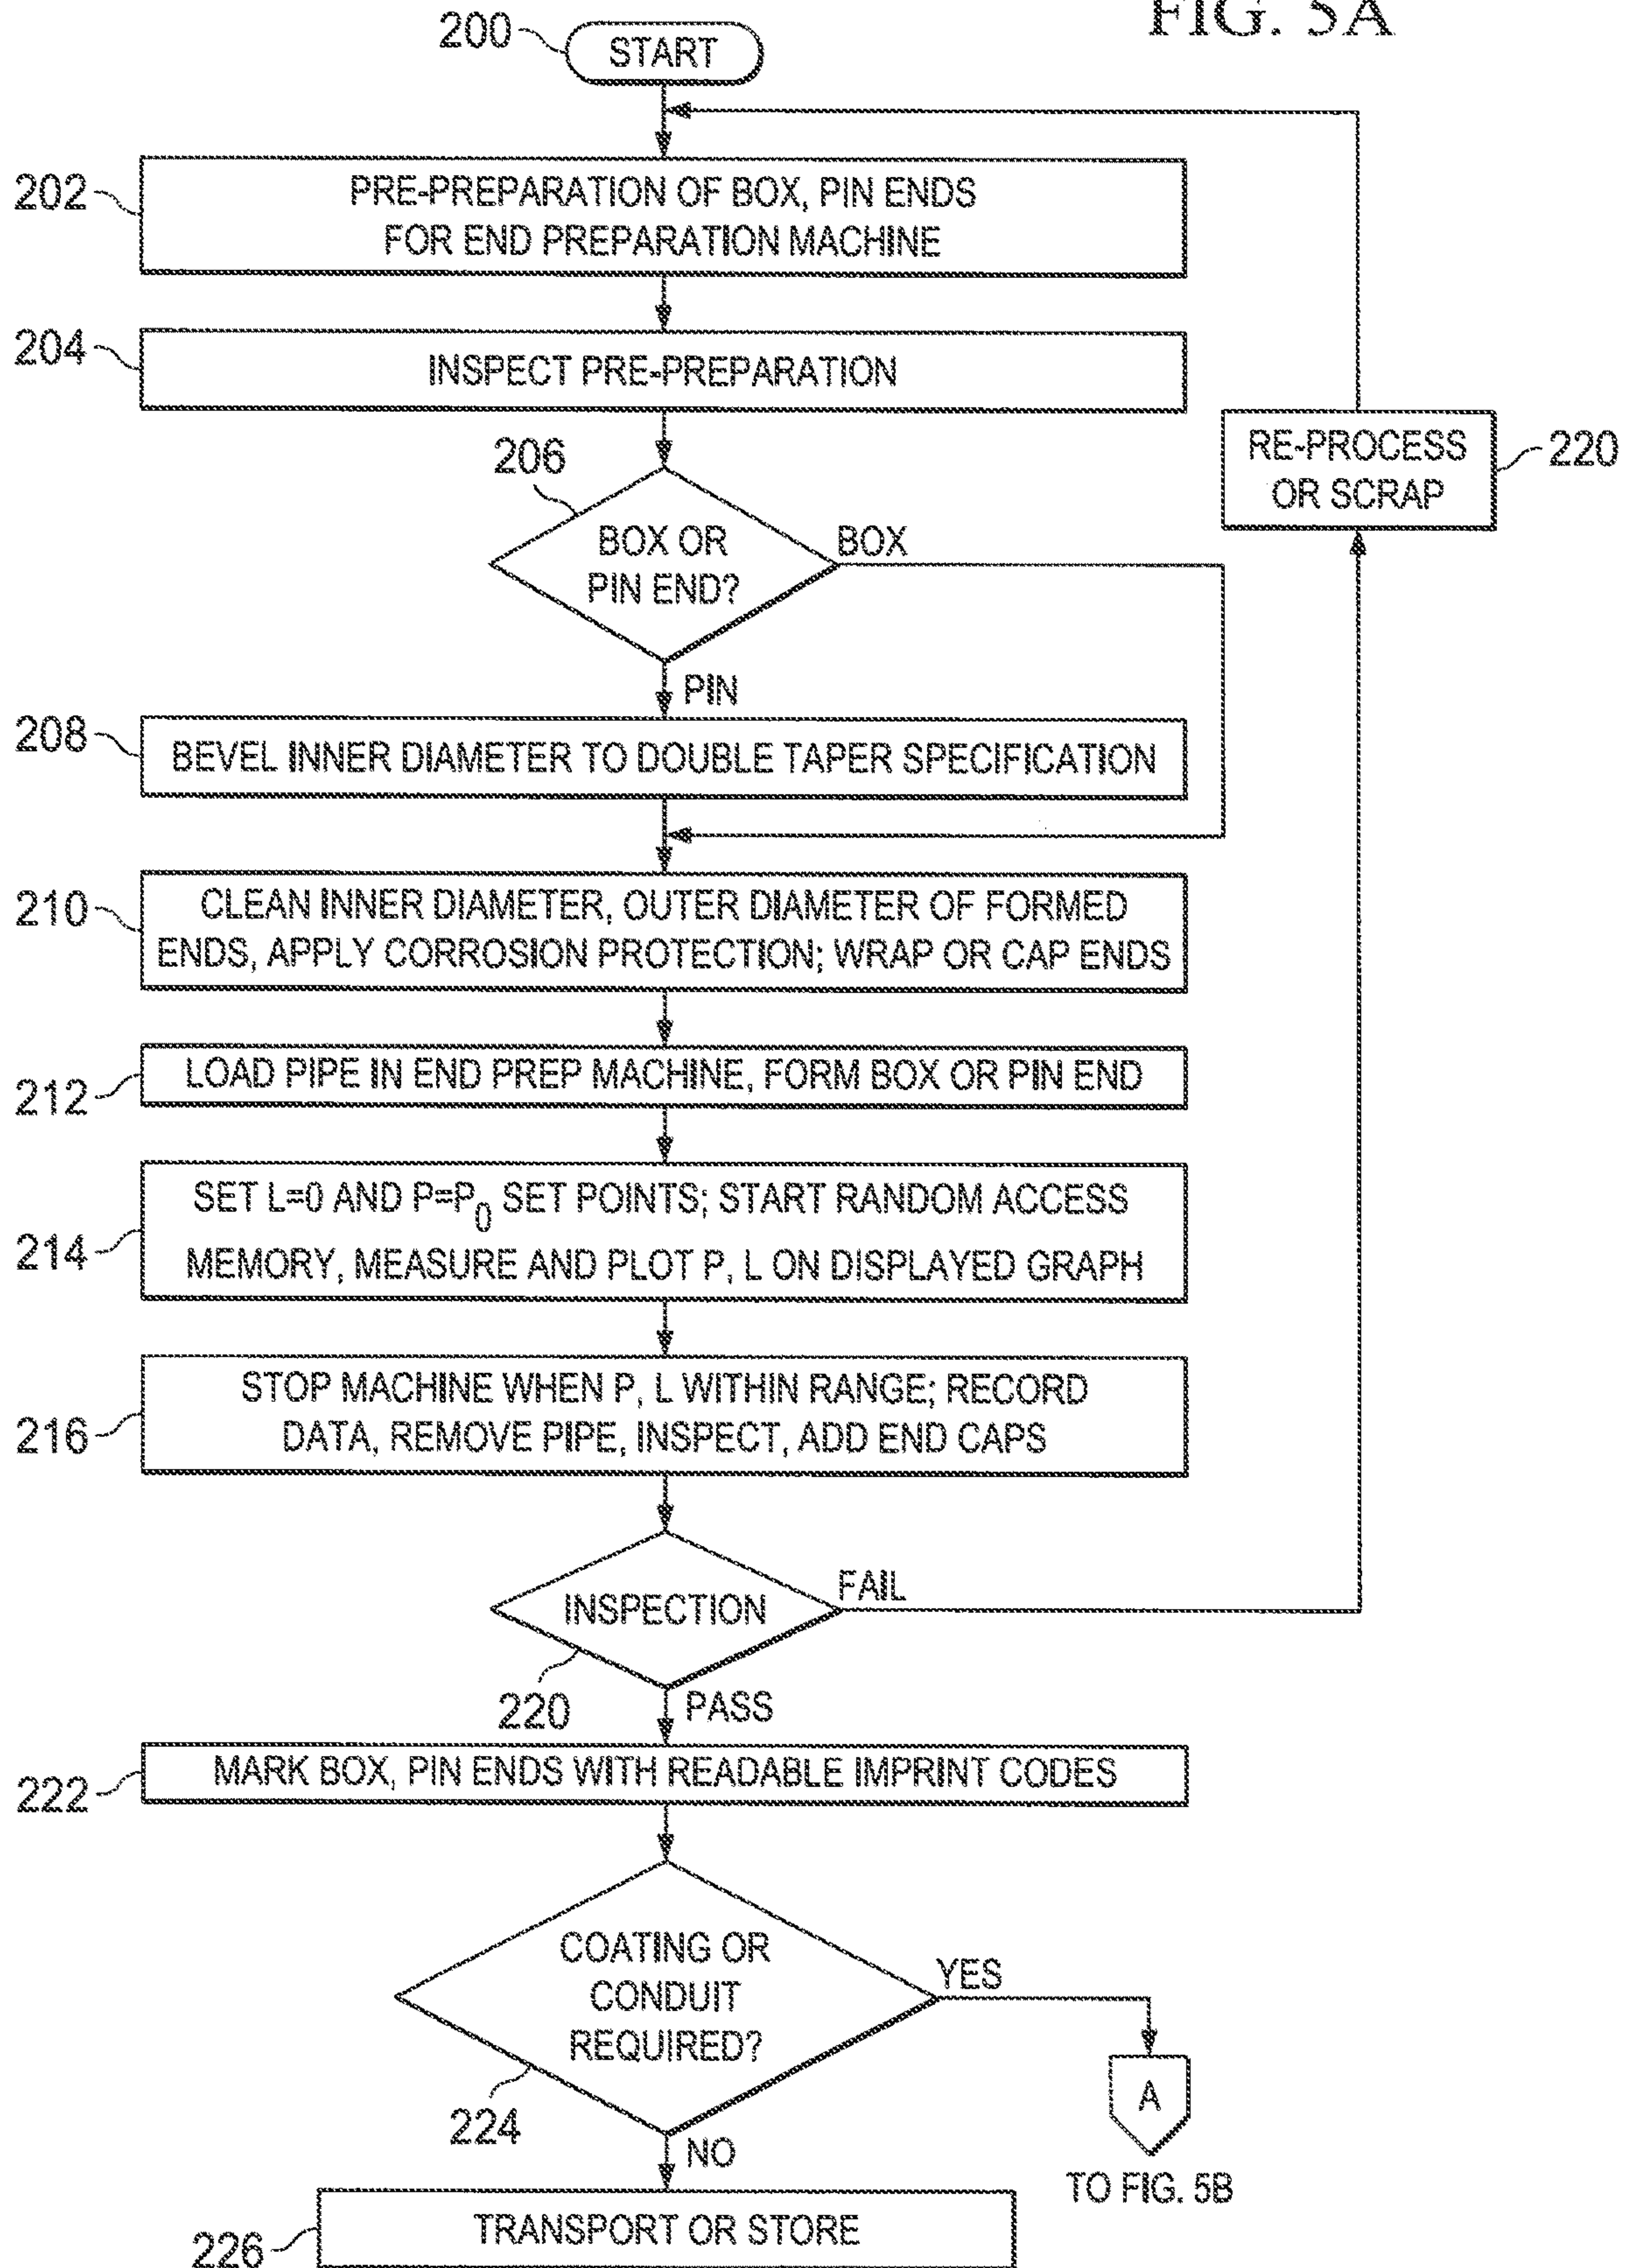 FIG. 5A
200
START
202
PRE-PREPARATION OF BOX, PIN ENDS
FOR END PREPARATION MACHINE
204
INSPECT PRE-PREPARATION
RE-PROCESS
OR SCRAP
220
206
BOX OR
PIN END?
BOX
PIN
208
BEVEL INNER DIAMETER TO DOUBLE TAPER SPECIFICATION
210
CLEAN INNER DIAMETER, OUTER DIAMETER OF FORMED
ENDS, APPLY CORROSION PROTECTION; WRAP OR CAP ENDS
212
LOAD PIPE IN END PREP MACHINE, FORM BOX OR PIN END
214
SET L=0 AND P=P0 SET POINTS; START RANDOM ACCESS
MEMORY, MEASURE AND PLOT P, L ON DISPLAYED GRAPH
216
STOP MACHINE WHEN P, L WITHIN RANGE; RECORD
DATA, REMOVE PIPE, INSPECT, ADD END CAPS
INSPECTION
FAIL
220
PASS
222
MARK BOX, PIN ENDS WITH READABLE IMPRINT CODES
COATING OR
CONDUIT
REQUIRED?
YES
224
NO
A
TO FIG. 5B
226
TRANSPORT OR STORE